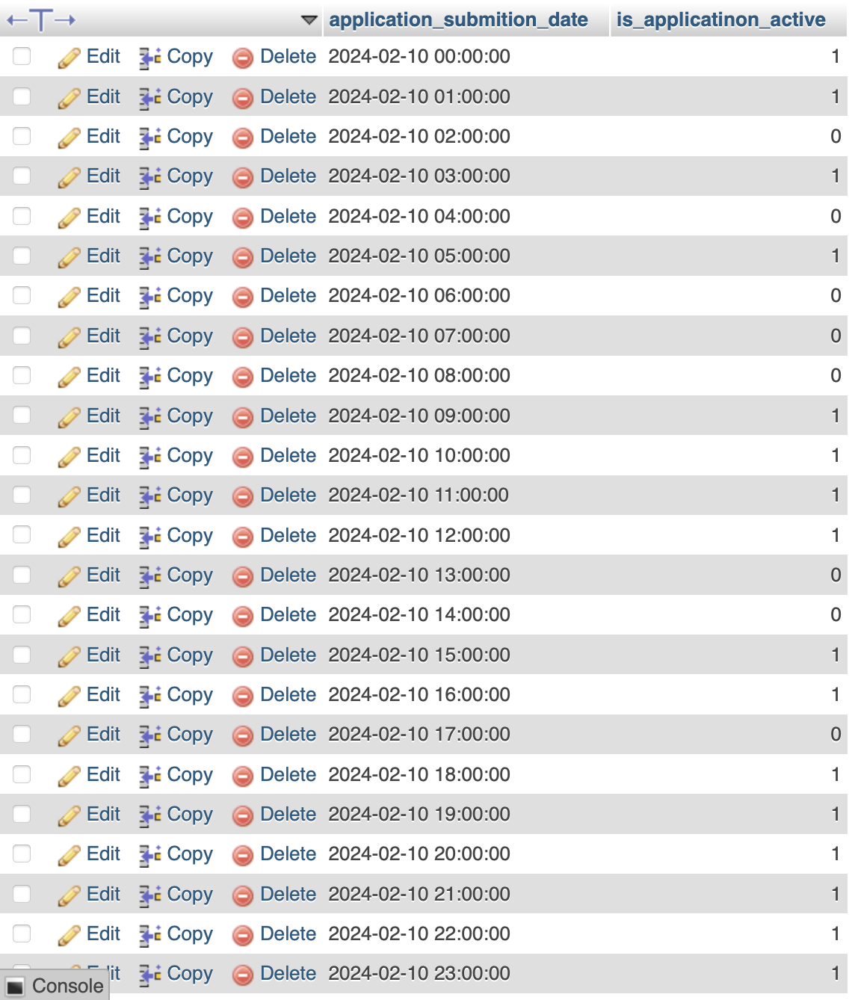 application_submition_date is_applicatinon_active
Edit Copy Delete 2024-02-10 00:00:00 1
Edit Copy Delete 2024-02-10 01:00:00 1
Edit Copy Delete 2024-02-10 02:00:00 0
Edit Copy Delete 2024-02-10 03:00:00 1
Edit Copy Delete 2024-02-10 04:00:00 0
Edit Copy Delete 2024-02-10 05:00:00 1
Edit Copy Delete 2024-02-10 06:00:00 0
Edit Copy Delete 2024-02-10 07:00:00 0
Edit Copy Delete 2024-02-10 08:00:00 0
Edit Copy Delete 2024-02-10 09:00:00 1
Edit Copy Delete 2024-02-10 10:00:00 1
Edit Copy Delete 2024-02-10 11:00:00 1
Edit Copy Delete 2024-02-10 12:00:00 1
Edit Copy Delete 2024-02-10 13:00:00 0
Edit Copy Delete 2024-02-10 14:00:00 0
Edit Copy Delete 2024-02-10 15:00:00 1
Edit Copy Delete 2024-02-10 16:00:00 1
Edit Copy Delete 2024-02-10 17:00:00 0
Edit Copy Delete 2024-02-10 18:00:00 1
Edit Copy Delete 2024-02-10 19:00:00 1
Edit Copy Delete 2024-02-10 20:00:00 1
Edit Copy Delete 2024-02-10 21:00:00 1
Edit Copy Delete 2024-02-10 22:00:00 1
it Copy Delete 2024-02-10 23:00:00 1
Console